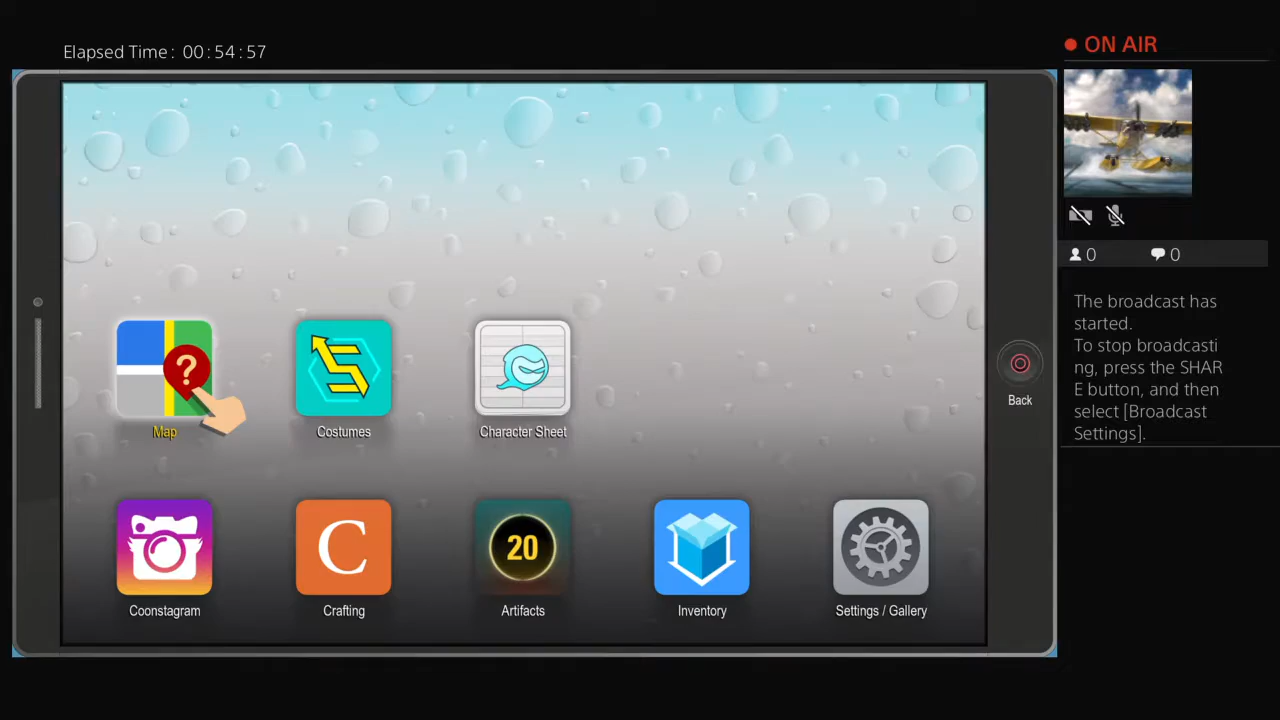 Elapsed Time: 00:54:57
ON AIR
0
0
The broadcast has
started.
To stop broadcasti
ng, press the SHAR
E button, and then
select [Broadcast
Settings].
Back
?
Map
Costumes
Character Sheet
C
20
Coonstagram
Crafting
Artifacts
Inventory
Settings / Gallery